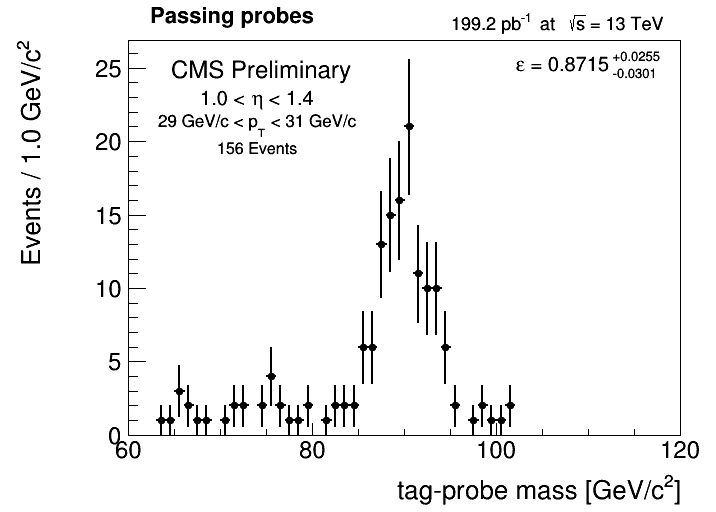 Passing probes
199.2 pb⁻¹ at √s = 13 TeV
CMS Preliminary
ε = 0.8715 +0.0255 -0.0301
1.0 < η < 1.4
29 GeV/c < p_T < 31 GeV/c
156 Events
Events / 1.0 GeV/c²
25
20
15
10
5
0
60 80 100 120
tag-probe mass [GeV/c²]